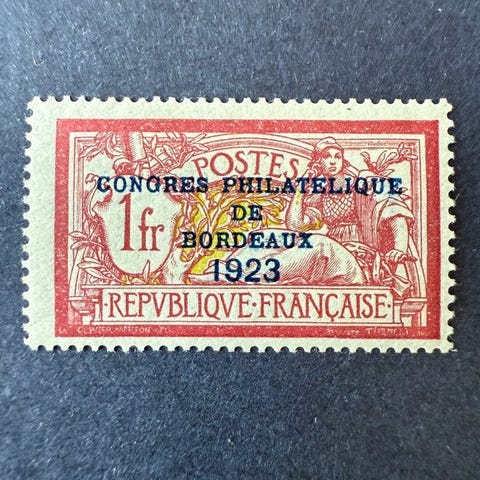 POSTES
CONGRES PHILATELIQUE
DE
1fr
BORDEAUX
1923
·REPVBLIQVE·FRANÇAISE·